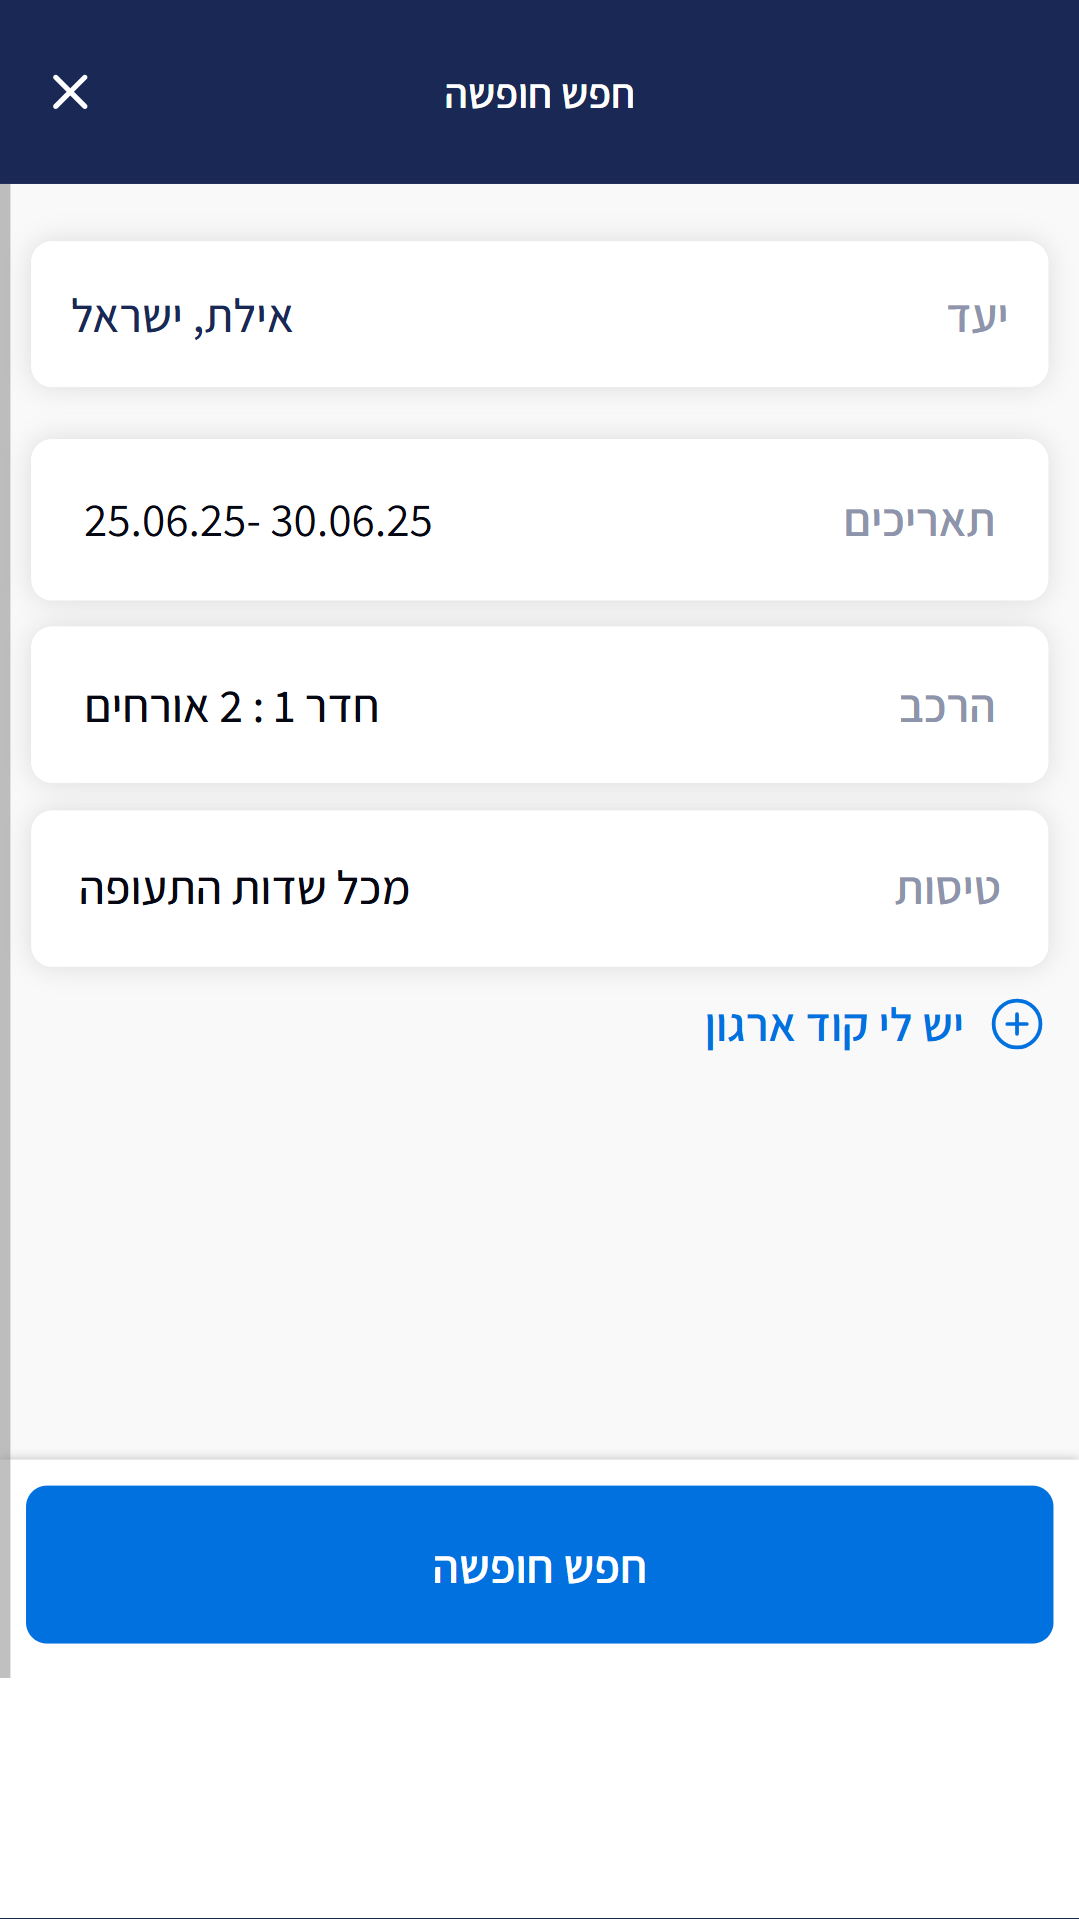 חפש חופשה
יעד אילת, ישראל
תאריכים 25.06.25- 30.06.25
הרכב חדר 1 : 2 אורחים
טיסות מכל שדות התעופה
יש לי קוד ארגון
חפש חופשה